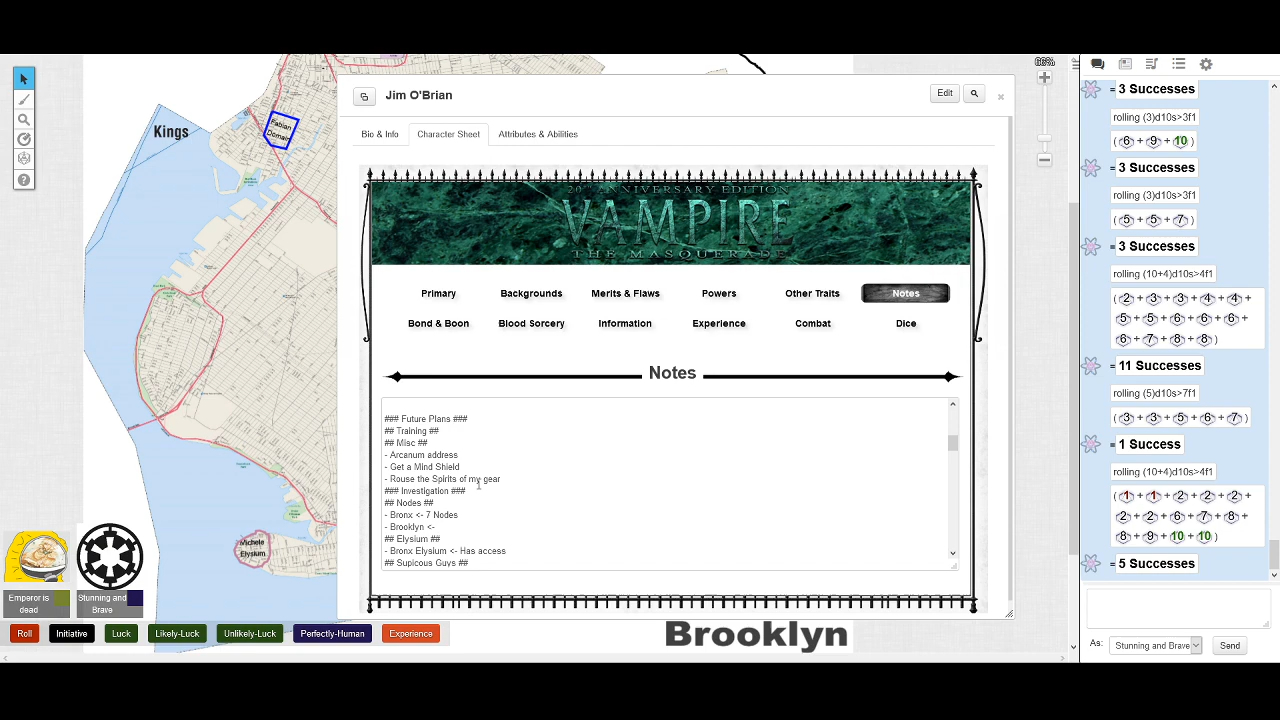 Kings
Fabian
Domain
Michele
Elysium
Brooklyn
Emperor is
dead
Stunning and
Brave
Roll
Initiative
Luck
Likely-Luck
Unlikely-Luck
Perfectly-Human
Experience
Jim O'Brian
Edit
Bio & Info
Character Sheet
Attributes & Abilities
20TH ANNIVERSARY EDITION
VAMPIRE
THE MASQUERADE
Primary
Backgrounds
Merits & Flaws
Powers
Other Traits
Notes
Bond & Boon
Blood Sorcery
Information
Experience
Combat
Dice
Notes
### Future Plans ###
## Training ##
## Misc ##
- Arcanum address
- Get a Mind Shield
- Rouse the Spirits of my gear
### Investigation ###
## Nodes ##
- Bronx <- 7 Nodes
- Brooklyn <-
## Elysium ##
- Bronx Elysium <- Has access
## Supicous Guys ##
66%
= 3 Successes
rolling (3)d10s>3f1
(6+9+10)
= 3 Successes
rolling (3)d10s>3f1
(5+5+7)
= 3 Successes
rolling (10+4)d10s>4f1
(2+3+3+4+4+
5+5+6+6+6+
6+7+8+8)
= 11 Successes
rolling (5)d10s>7f1
(3+3+5+6+7)
= 1 Success
rolling (10+4)d10s>4f1
(1+1+2+2+2+
2+2+6+7+8+
8+9+10+10)
= 5 Successes
As:
Stunning and Brave
Send